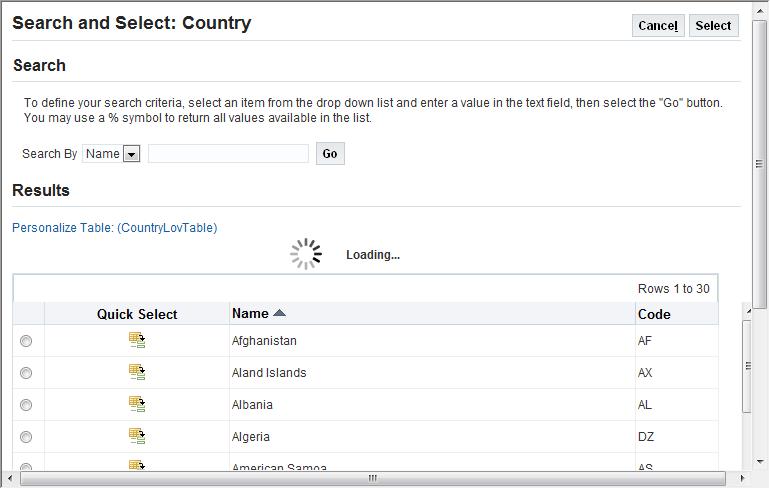 Search and Select: Country
Cancel Select
Search
To define your search criteria, select an item from the drop down list and enter a value in the text field, then select the "Go" button.
You may use a % symbol to return all values available in the list.
Search By Name Go
Results
Personalize Table: (CountryLovTable)
Loading...
Rows 1 to 30
Quick Select Name Code
Afghanistan AF
Aland Islands AX
Albania AL
Algeria DZ
American Samoa AS